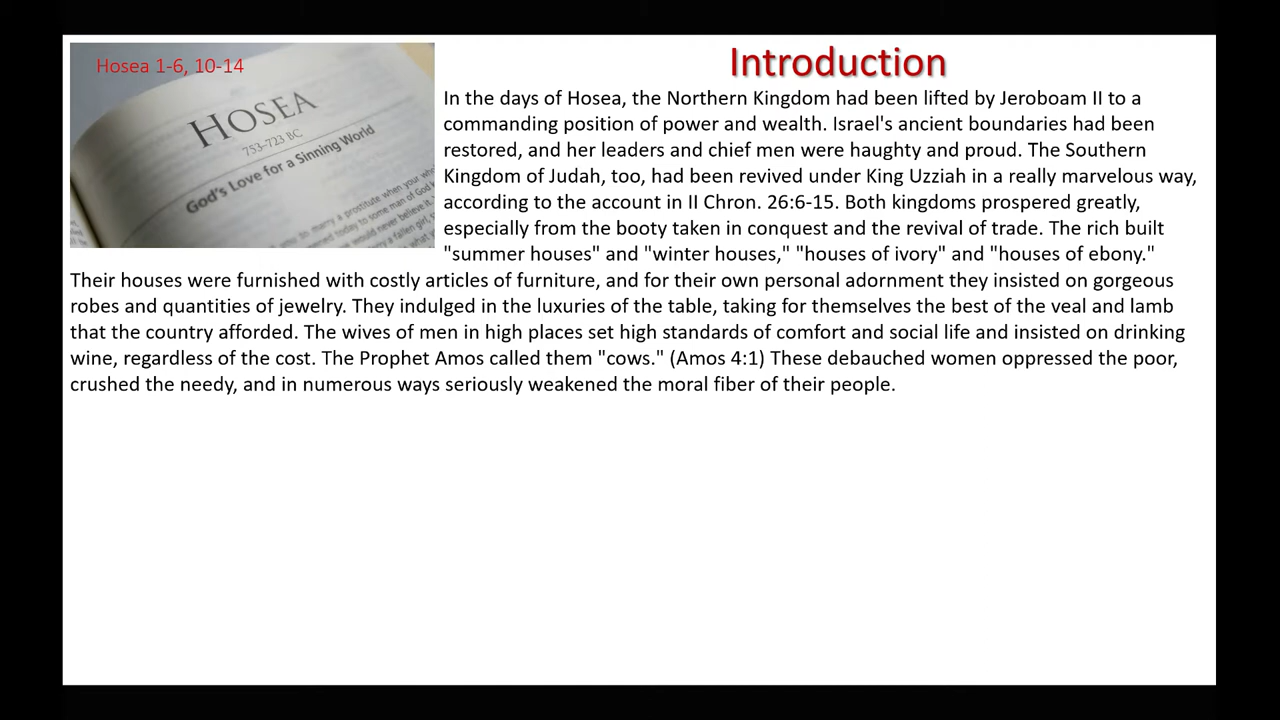 Hosea 1-6, 10-14
HOSEA
753–723 BC
God's Love for a Sinning World
Introduction
In the days of Hosea, the Northern Kingdom had been lifted by Jeroboam II to a
commanding position of power and wealth. Israel's ancient boundaries had been
restored, and her leaders and chief men were haughty and proud. The Southern
Kingdom of Judah, too, had been revived under King Uzziah in a really marvelous way,
according to the account in II Chron. 26:6-15. Both kingdoms prospered greatly,
especially from the booty taken in conquest and the revival of trade. The rich built
"summer houses" and "winter houses," "houses of ivory" and "houses of ebony."
Their houses were furnished with costly articles of furniture, and for their own personal adornment they insisted on gorgeous
robes and quantities of jewelry. They indulged in the luxuries of the table, taking for themselves the best of the veal and lamb
that the country afforded. The wives of men in high places set high standards of comfort and social life and insisted on drinking
wine, regardless of the cost. The Prophet Amos called them "cows." (Amos 4:1) These debauched women oppressed the poor,
crushed the needy, and in numerous ways seriously weakened the moral fiber of their people.